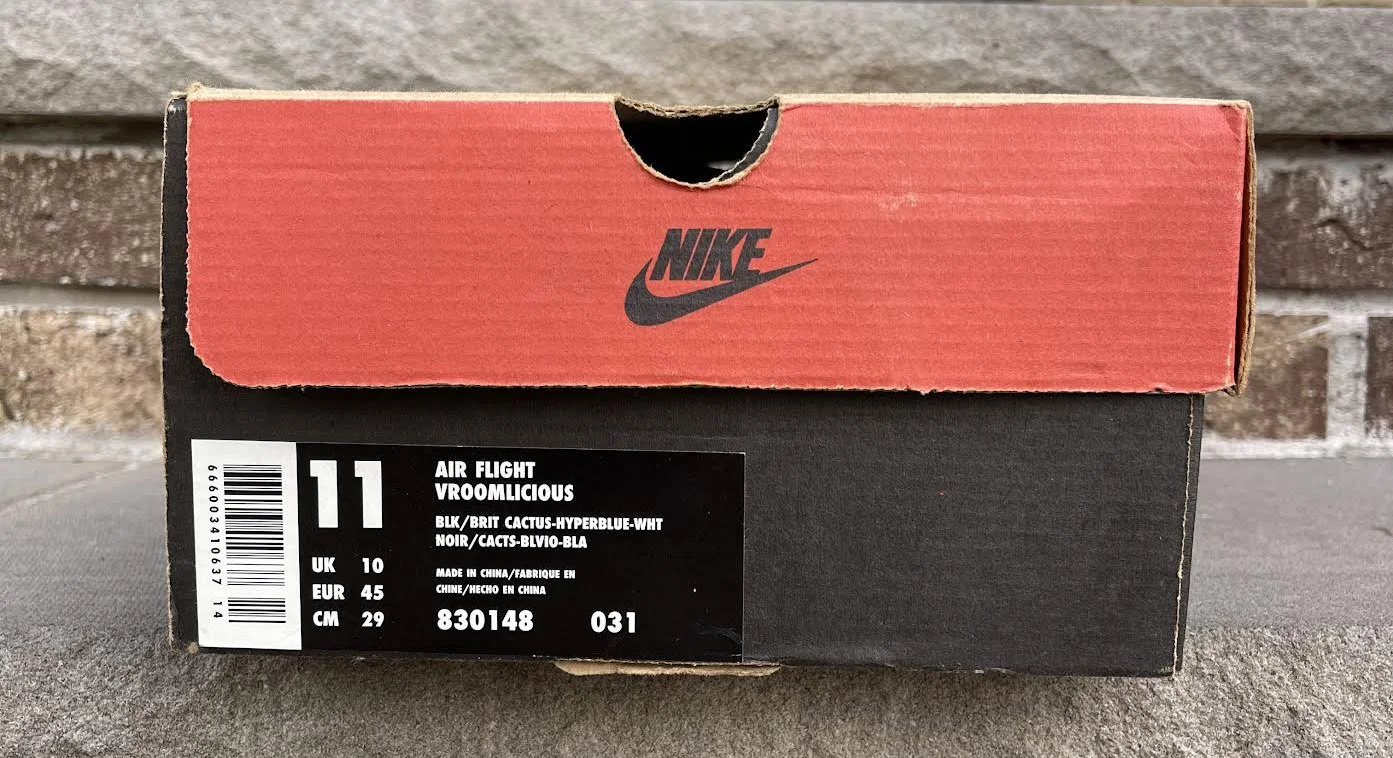 NIKE
6660003410637 14
11
UK 10
EUR 45
CM 29
AIR FLIGHT
VROOMLICIOUS
BLK/BRIT CACTUS-HYPERBLUE-WHT
NOIR/CACTS-BLVIO-BLA
MADE IN CHINA/FABRIQUE EN
CHINE/HECHO EN CHINA
830148 031